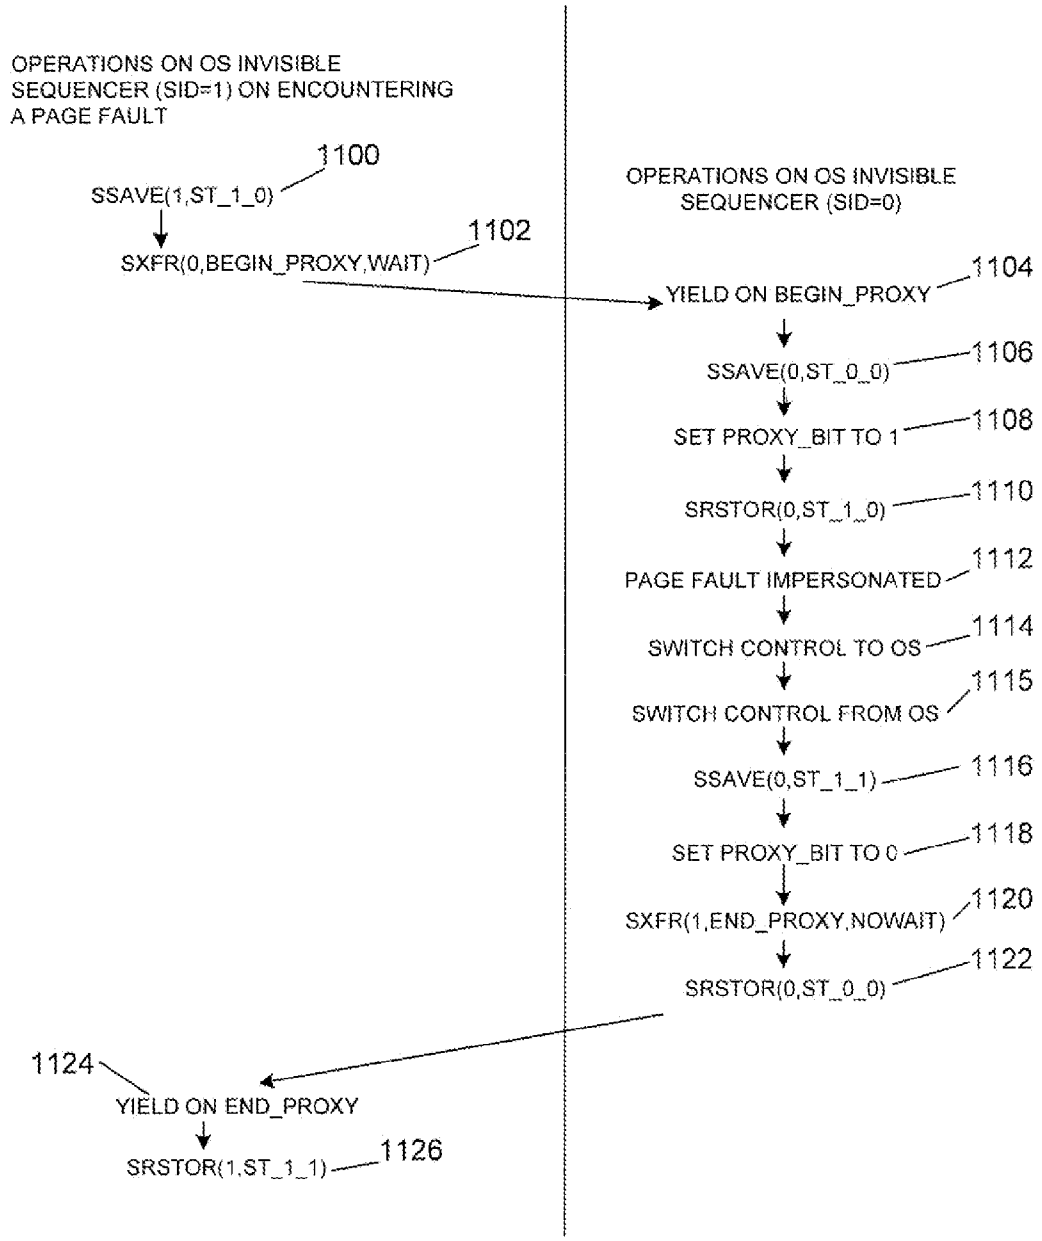 OPERATIONS ON OS INVISIBLE
SEQUENCER (SID=1) ON ENCOUNTERING
A PAGE FAULT
1100
SSAVE(1,ST_1_0)
1102
SXFR(0,BEGIN_PROXY,WAIT)
OPERATIONS ON OS INVISIBLE
SEQUENCER (SID=0)
1104
YIELD ON BEGIN_PROXY
1106
SSAVE(0,ST_0_0)
1108
SET PROXY_BIT TO 1
1110
SRSTOR(0,ST_1_0)
1112
PAGE FAULT IMPERSONATED
1114
SWITCH CONTROL TO OS
1115
SWITCH CONTROL FROM OS
1116
SSAVE(0,ST_1_1)
1118
SET PROXY_BIT TO 0
1120
SXFR(1,END_PROXY,NOWAIT)
1122
SRSTOR(0,ST_0_0)
1124
YIELD ON END_PROXY
1126
SRSTOR(1,ST_1_1)